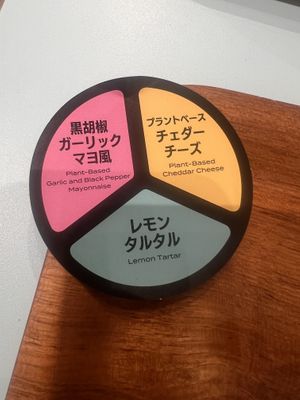 黒胡椒
ガーリック
マヨ風
Plant-Based
Garlic and Black Pepper
Mayonnaise
プラントベース
チェダー
チーズ
Plant-Based
Cheddar Cheese
レモン
タルタル
Lemon Tartar